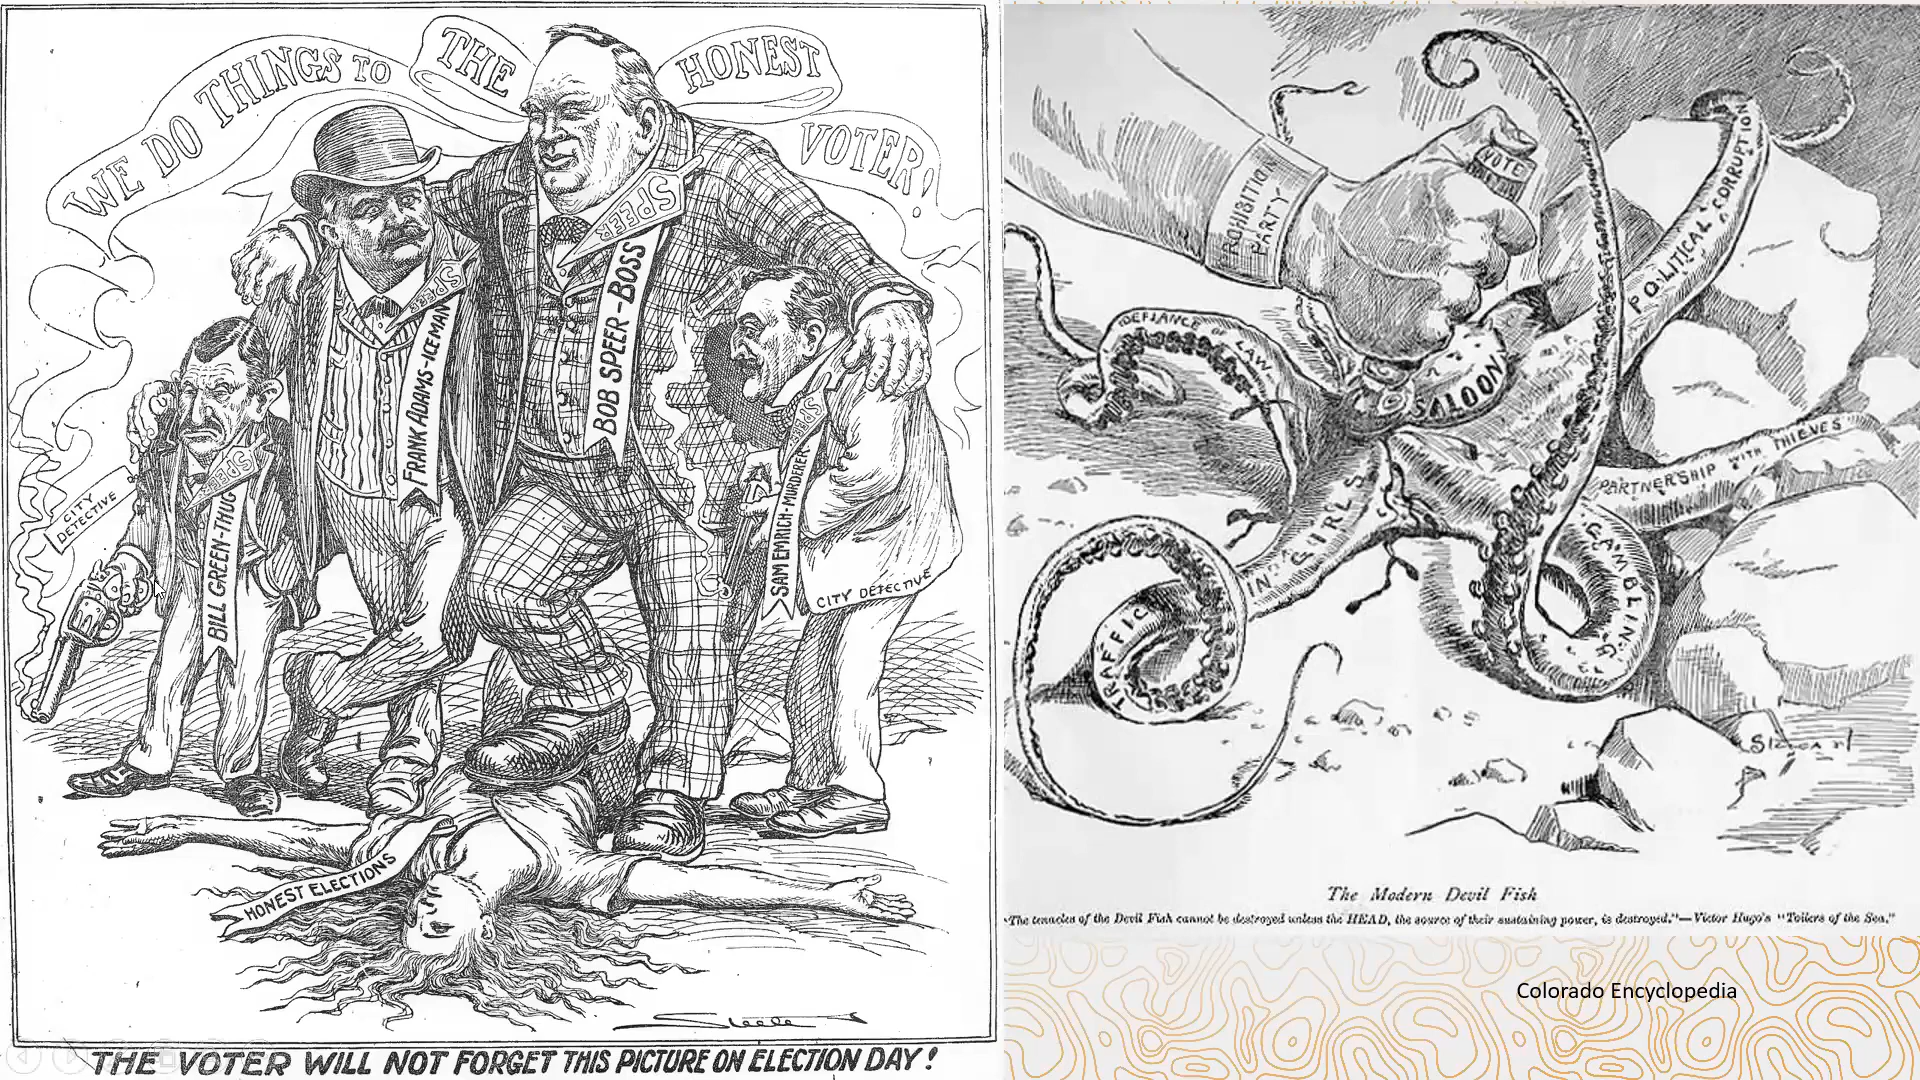 WE DO THINGS TO THE HONEST VOTER!
SPEER
BOB SPEER-BOSS
SPEER
FRANK ADAMS-ICEMAN
SPEER
BILL GREEN-THUG
CITY
DETECTIVE
SPEER
SAM EMRICH-MURDERER
CITY DETECTIVE
HONEST ELECTIONS
Steele
THE VOTER WILL NOT FORGET THIS PICTURE ON ELECTION DAY!
VOTE
PROHIBITION
PARTY
POLITICAL CORRUPTION
DEFIANCE OF LAW
SALOON
PARTNERSHIP WITH THIEVES
TRAFFIC IN GIRLS
GAMBLING
The Modern Devil Fish
"The tentacles of the Devil Fish cannot be destroyed unless the HEAD, the source of their sustaining power, is destroyed."—Victor Hugo's "Toilers of the Sea."
Colorado Encyclopedia